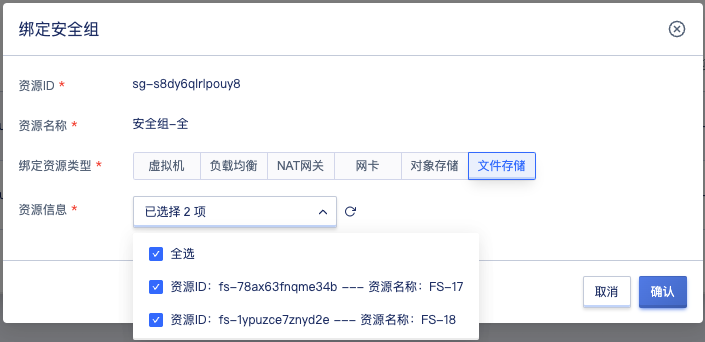 绑定安全组
资源ID *
sg-s8dy6qlrlpouy8
资源名称 *
安全组-全
绑定资源类型 *
虚拟机 负载均衡 NAT网关 网卡 对象存储 文件存储
资源信息 *
已选择 2 项
全选
资源ID：fs-78ax63fnqme34b --- 资源名称：FS-17
资源ID：fs-1ypuzce7znyd2e --- 资源名称：FS-18
取消 确认